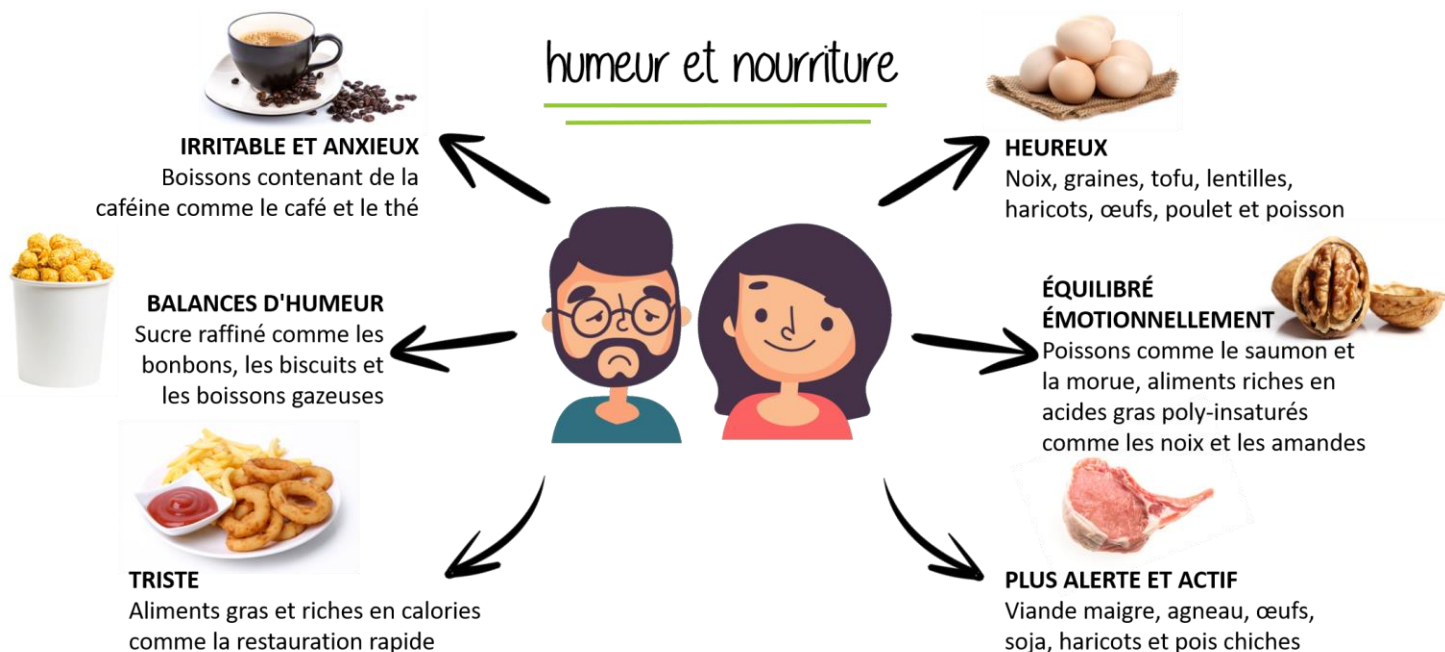 humeur et nourriture
IRRITABLE ET ANXIEUX
Boissons contenant de la
caféine comme le café et le thé
BALANCES D'HUMEUR
Sucre raffiné comme les
bonbons, les biscuits et
les boissons gazeuses
TRISTE
Aliments gras et riches en calories
comme la restauration rapide
HEUREUX
Noix, graines, tofu, lentilles,
haricots, œufs, poulet et poisson
ÉQUILIBRÉ
ÉMOTIONNELLEMENT
Poissons comme le saumon et
la morue, aliments riches en
acides gras poly-insaturés
comme les noix et les amandes
PLUS ALERTE ET ACTIF
Viande maigre, agneau, œufs,
soja, haricots et pois chiches